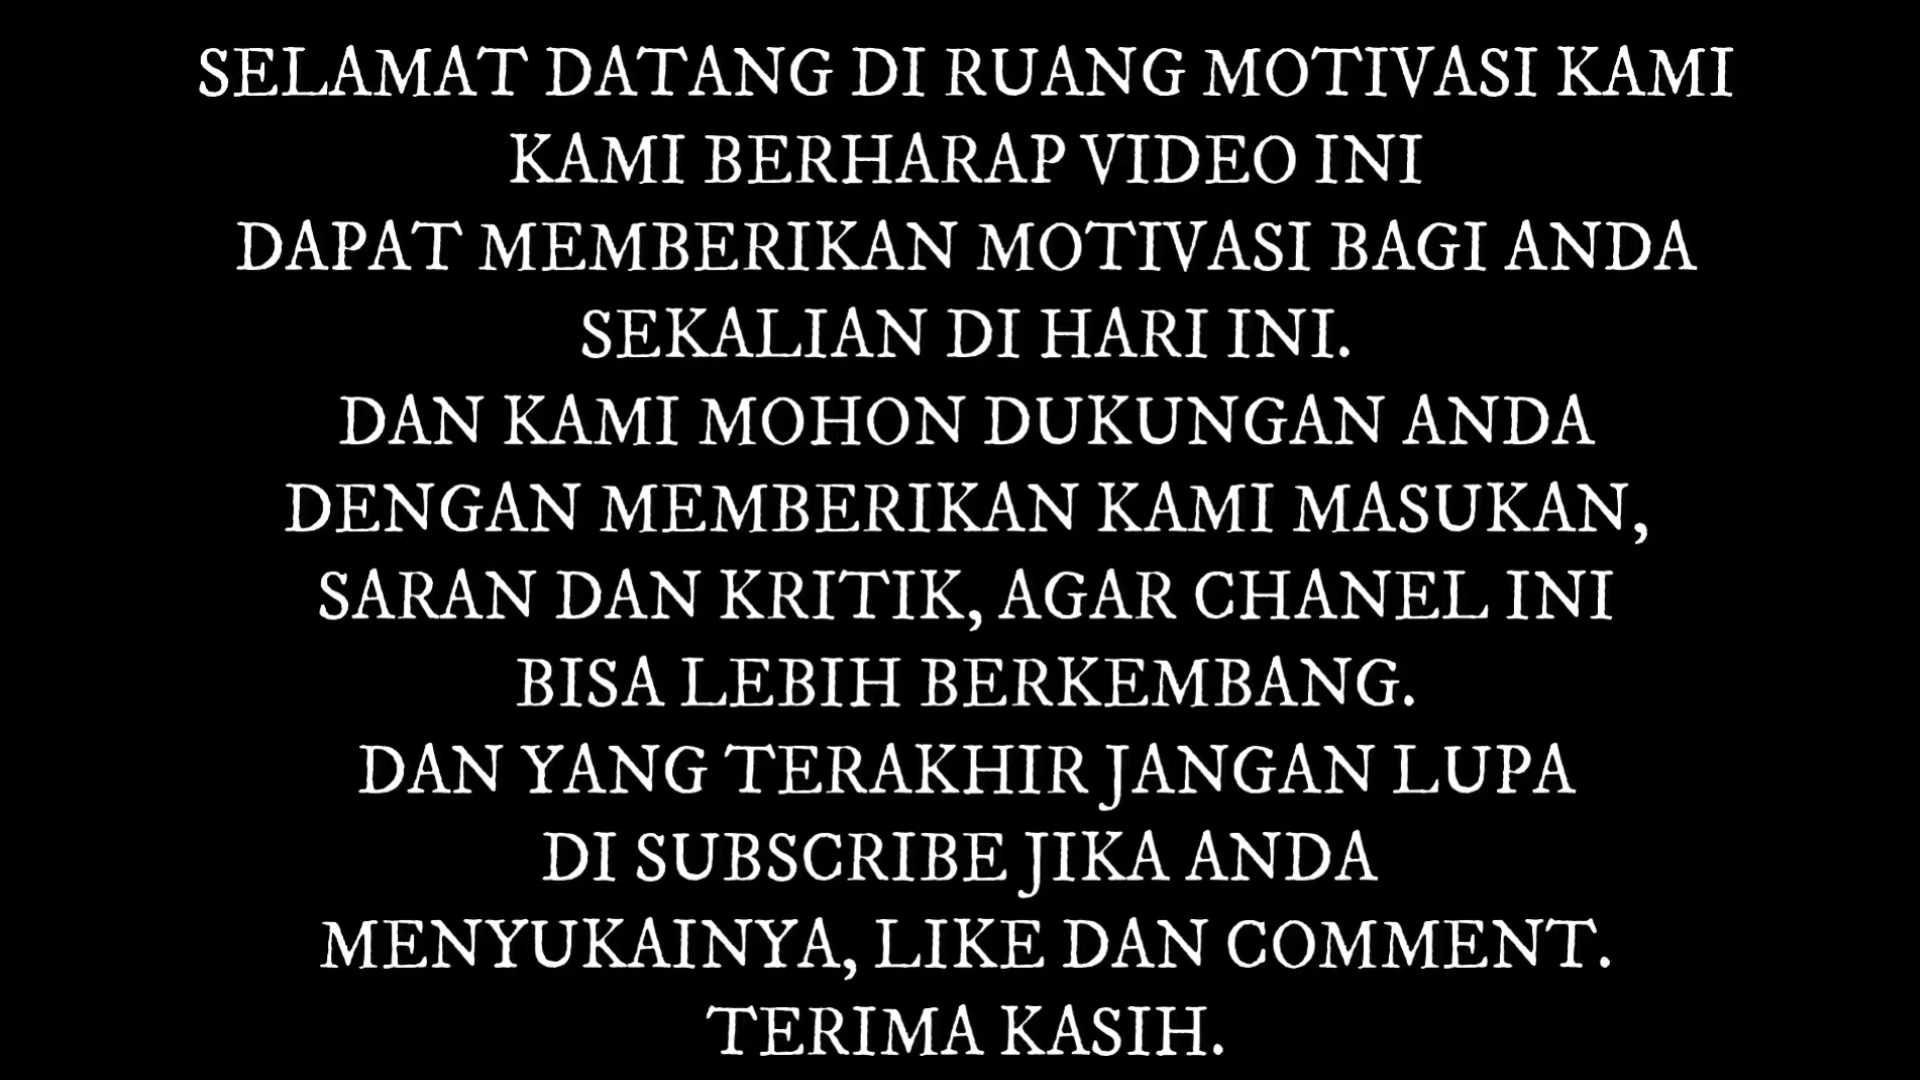 SELAMAT DATANG DI RUANG MOTIVASI KAMI
KAMI BERHARAP VIDEO INI
DAPAT MEMBERIKAN MOTIVASI BAGI ANDA
SEKALIAN DI HARI INI.
DAN KAMI MOHON DUKUNGAN ANDA
DENGAN MEMBERIKAN KAMI MASUKAN,
SARAN DAN KRITIK, AGAR CHANEL INI
BISA LEBIH BERKEMBANG.
DAN YANG TERAKHIR JANGAN LUPA
DI SUBSCRIBE JIKA ANDA
MENYUKAINYA, LIKE DAN COMMENT.
TERIMA KASIH.